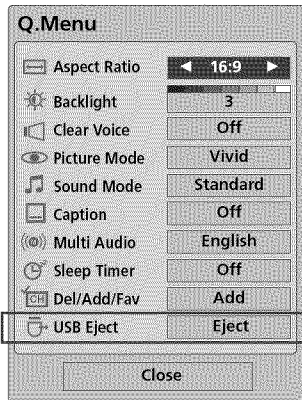 Q.Menu
Aspect Ratio 16:9
Backlight 3
Clear Voice Off
Picture Mode Vivid
Sound Mode Standard
Caption Off
Multi Audio English
Sleep Timer Off
CH Del/Add/Fav Add
USB Eject Eject
Close